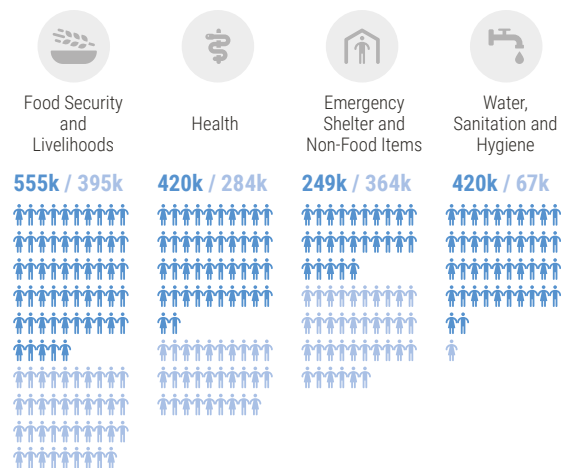 Food Security
and
Livelihoods
555k / 395k
Health
420k / 284k
Emergency
Shelter and
Non-Food Items
249k / 364k
Water,
Sanitation and
Hygiene
420k / 67k